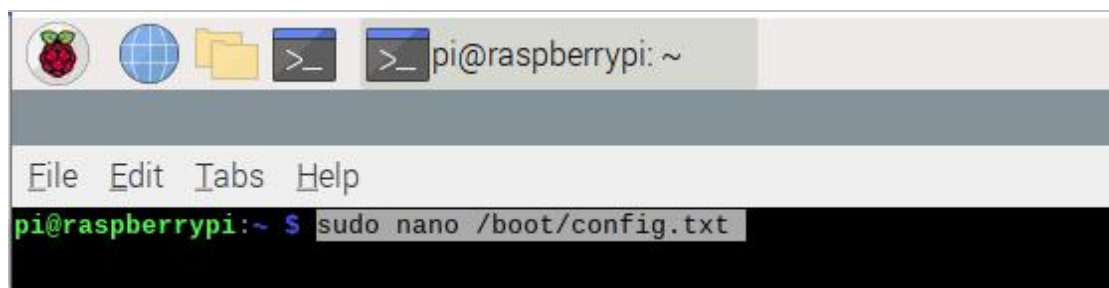 >_ >_ pi@raspberrypi: ~
File Edit Tabs Help
pi@raspberrypi:~ $ sudo nano /boot/config.txt